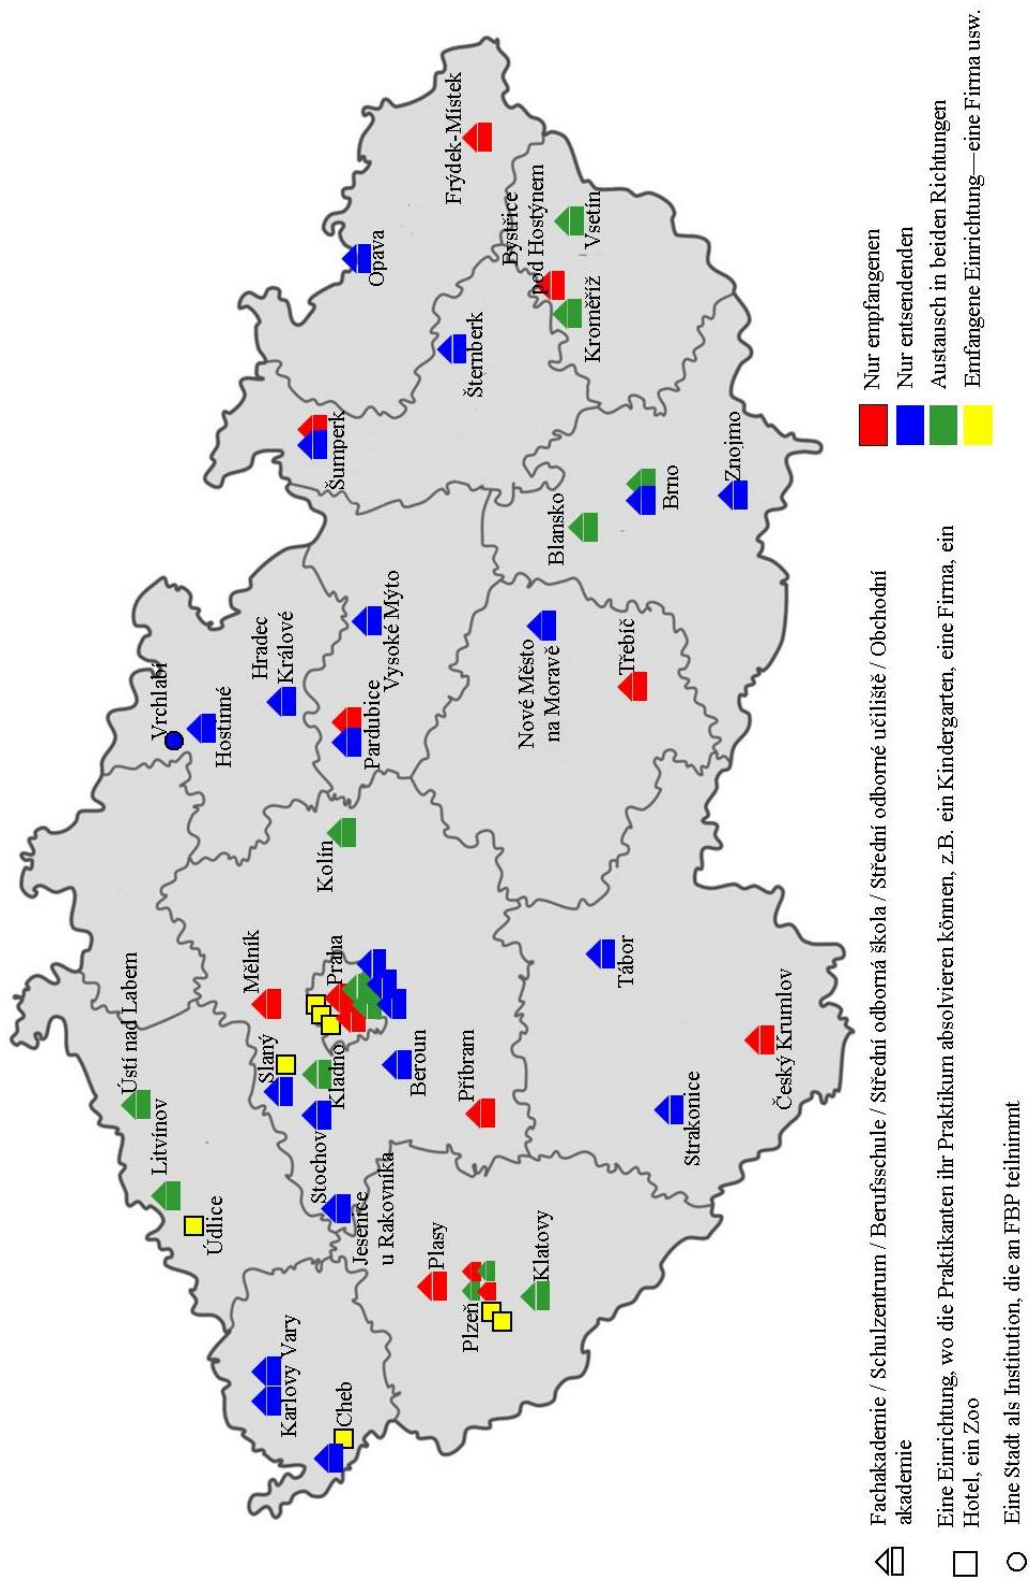 Vrchlabí
Hostinné
Hradec
Králové
Ústí nad Labem
Litvínov
Údlice
Mělník
Slaný
Kladno
Stochov
Praha
Kolín
Pardubice
Vysoké Mýto
Šumperk
Opava
Šternberk
Frýdek-Místek
Bystřice
pod Hostýnem
Vsetín
Kroměříž
Karlovy Vary
Cheb
Jesenice
u Rakovníka
Beroun
Příbram
Plasy
Plzeň
Klatovy
Strakonice
Tábor
Český Krumlov
Nové Město
na Moravě
Třebíč
Blansko
Brno
Znojmo
Fachakademie / Schulzentrum / Berufsschule / Střední odborná škola / Střední odborné učiliště / Obchodní
akademie
Eine Einrichtung, wo die Praktikanten ihr Praktikum absolvieren können, z.B. ein Kindergarten, eine Firma, ein
Hotel, ein Zoo
Eine Stadt als Institution, die an FBP teilnimmt
Nur empfangenen
Nur entsendenden
Austausch in beiden Richtungen
Emfangene Einrichtung—eine Firma usw.